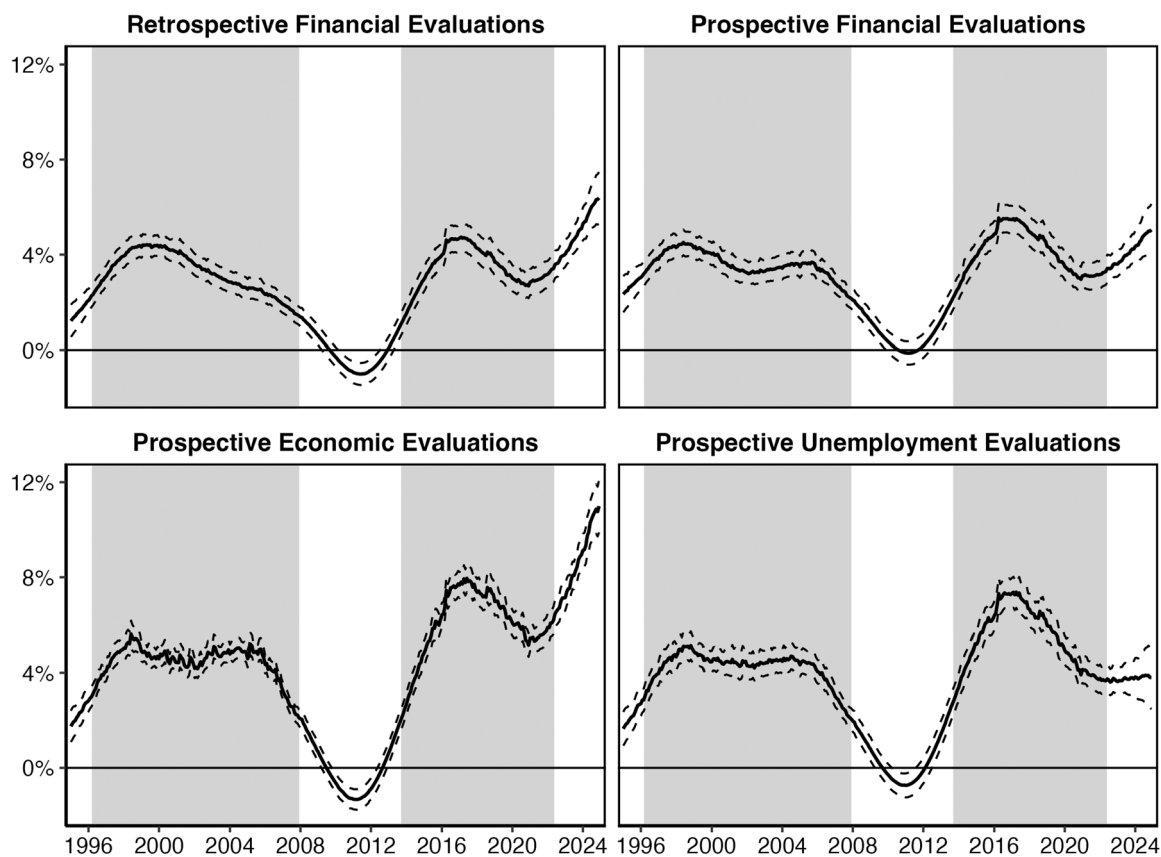 Retrospective Financial Evaluations
Prospective Financial Evaluations
12%
8%
4%
0%
Prospective Economic Evaluations
Prospective Unemployment Evaluations
12%
8%
4%
0%
1996 2000 2004 2008 2012 2016 2020 2024
1996 2000 2004 2008 2012 2016 2020 2024